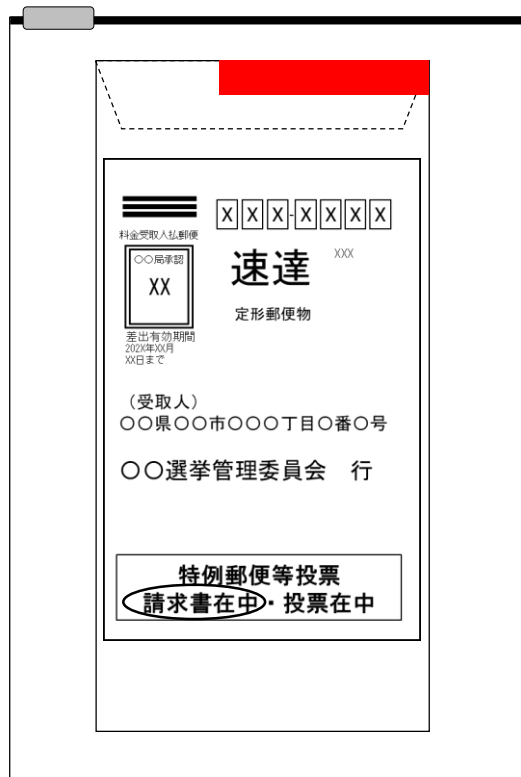 XXX-XXXX
料金受取人払郵便
○○局承認
XX
速達
XXX
定形郵便物
差出有効期間
202X年XX月
XX日まで
（受取人）
○○県○○市○○○丁目○番○号
○○選挙管理委員会　行
特例郵便等投票
請求書在中・投票在中